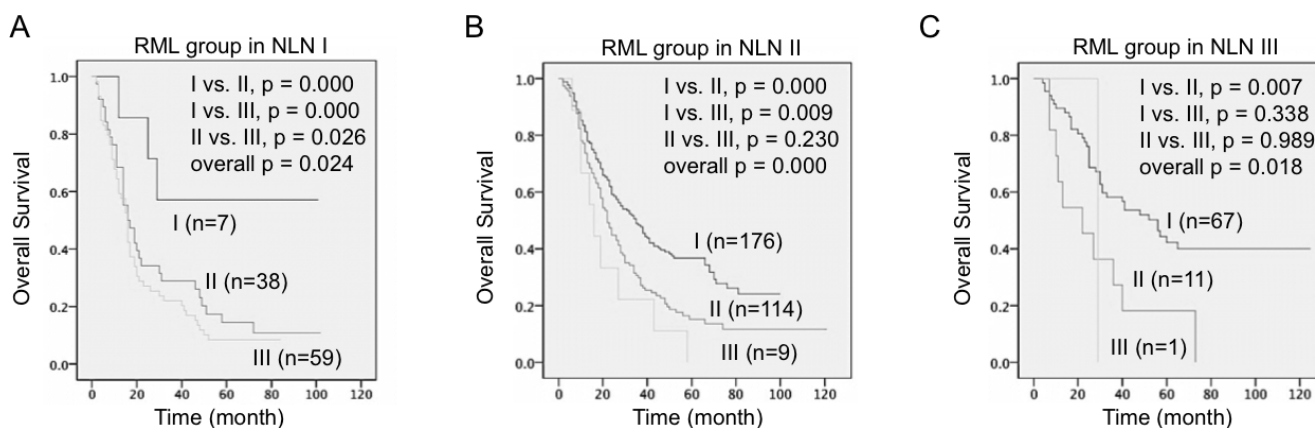 A
RML group in NLN I
I vs. II, p = 0.000
I vs. III, p = 0.000
II vs. III, p = 0.026
overall p = 0.024
I (n=7)
II (n=38)
III (n=59)
Overall Survival
1.0
0.8
0.6
0.4
0.2
0.0
0 20 40 60 80 100 120
Time (month)
B
RML group in NLN II
I vs. II, p = 0.000
I vs. III, p = 0.009
II vs. III, p = 0.230
overall p = 0.000
I (n=176)
II (n=114)
III (n=9)
Overall Survival
1.0
0.8
0.6
0.4
0.2
0.0
0 20 40 60 80 100 120
Time (month)
C
RML group in NLN III
I vs. II, p = 0.007
I vs. III, p = 0.338
II vs. III, p = 0.989
overall p = 0.018
I (n=67)
II (n=11)
III (n=1)
Overall Survival
1.0
0.8
0.6
0.4
0.2
0.0
0 20 40 60 80 100 120
Time (month)